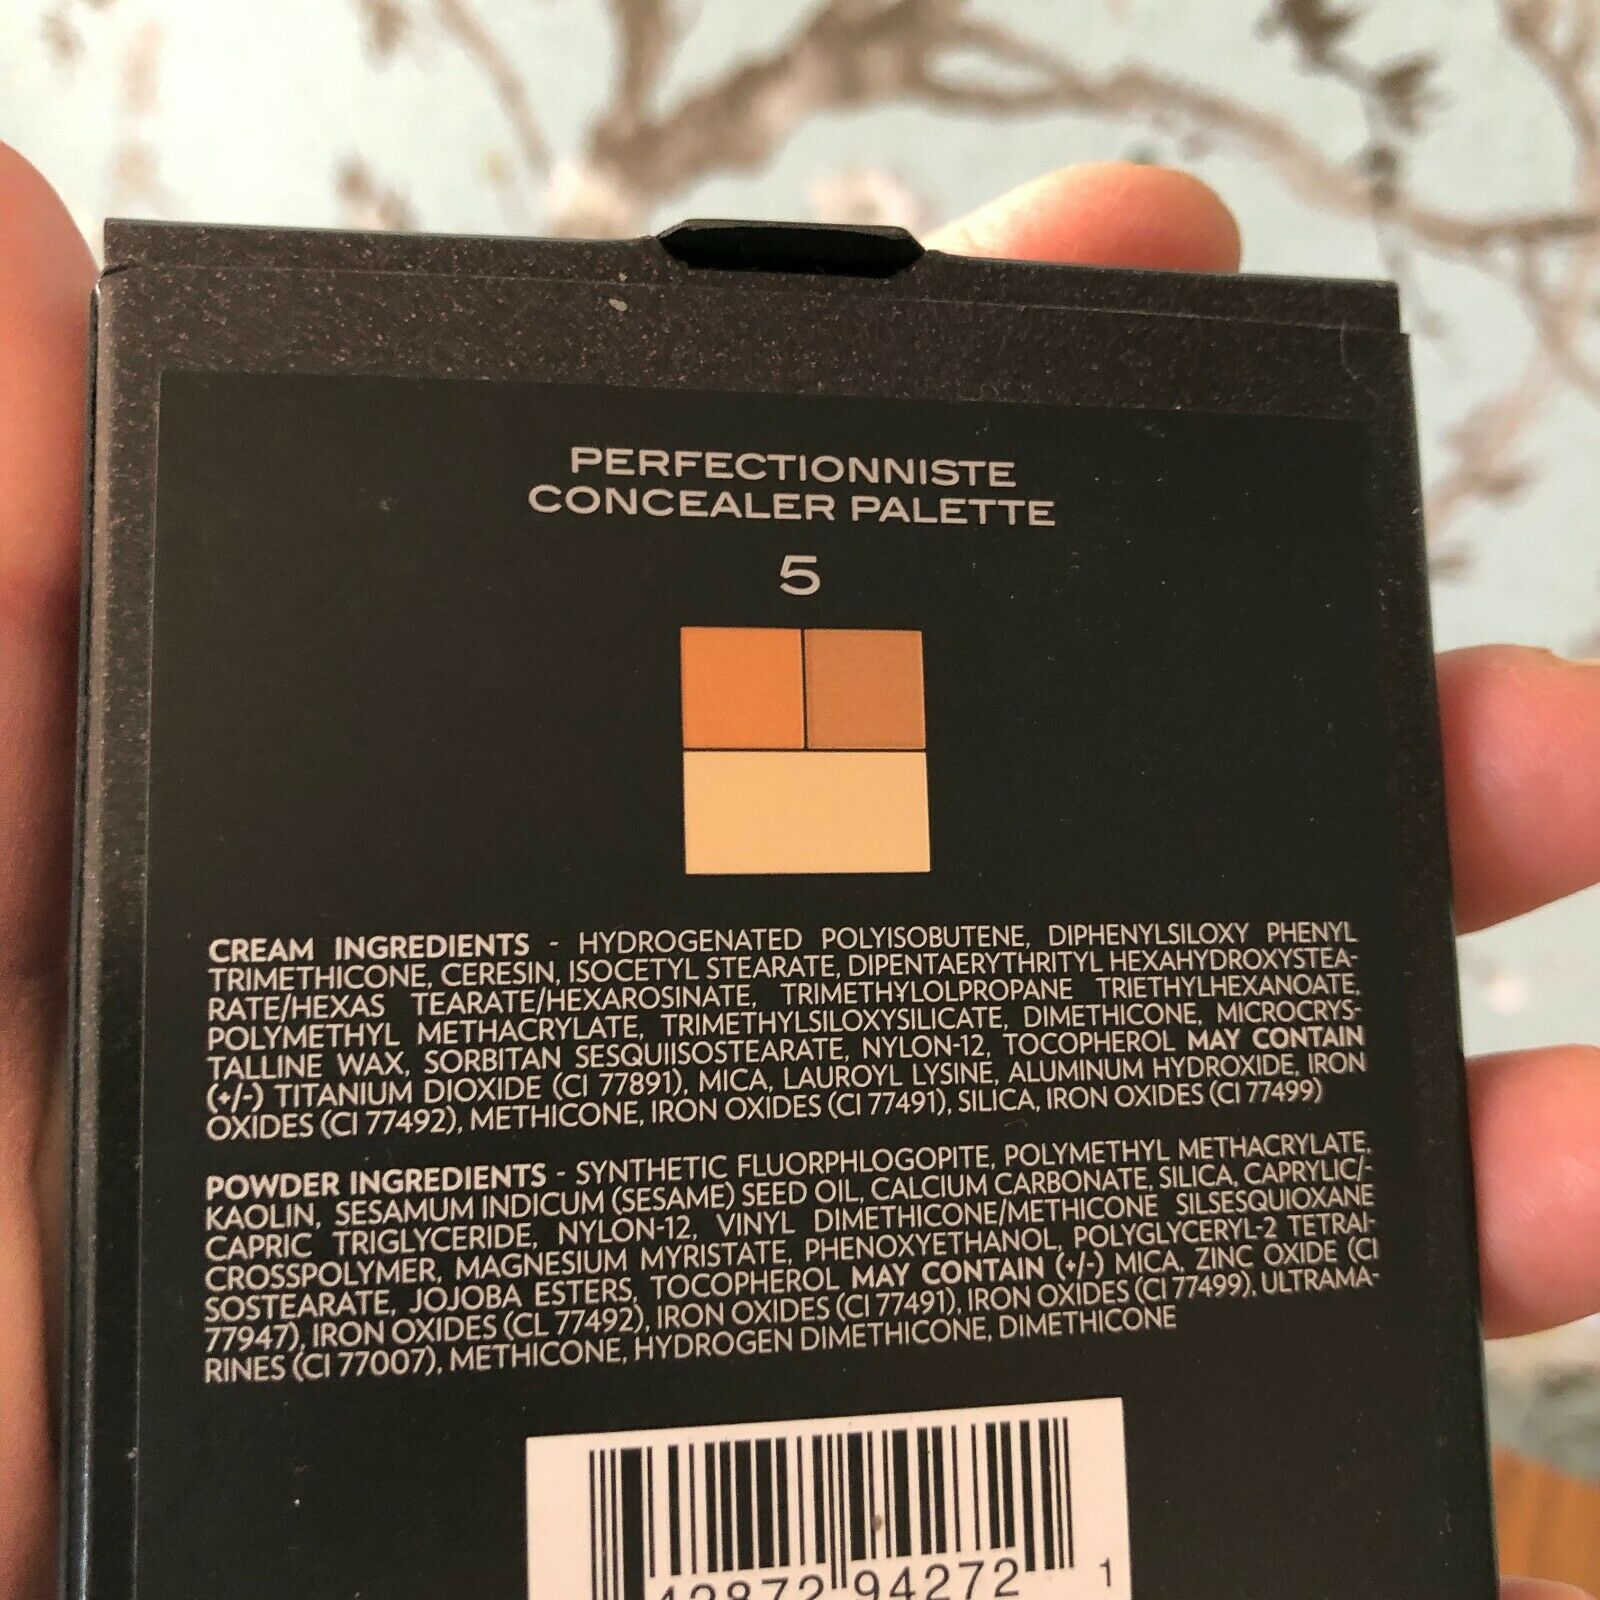 PERFECTIONNISTE
CONCEALER PALETTE
5
CREAM INGREDIENTS - HYDROGENATED POLYISOBUTENE, DIPHENYLSILOXY PHENYL
TRIMETHICONE, CERESIN, ISOCETYL STEARATE, DIPENTAERYTHRITYL HEXAHYDROXYSTEA-
RATE/HEXAS TEARATE/HEXAROSINATE, TRIMETHYLOLPROPANE TRIETHYLHEXANOATE,
POLYMETHYL METHACRYLATE, TRIMETHYLSILOXYSILICATE, DIMETHICONE, MICROCRYS-
TALLINE WAX, SORBITAN SESQUIISOSTEARATE, NYLON-12, TOCOPHEROL MAY CONTAIN
(+/-) TITANIUM DIOXIDE (CI 77891), MICA, LAUROYL LYSINE, ALUMINUM HYDROXIDE, IRON
OXIDES (CI 77492), METHICONE, IRON OXIDES (CI 77491), SILICA, IRON OXIDES (CI 77499)
POWDER INGREDIENTS - SYNTHETIC FLUORPHLOGOPITE, POLYMETHYL METHACRYLATE,
KAOLIN, SESAMUM INDICUM (SESAME) SEED OIL, CALCIUM CARBONATE, SILICA, CAPRYLIC/-
CAPRIC TRIGLYCERIDE, NYLON-12, VINYL DIMETHICONE/METHICONE SILSESQUIOXANE
CROSSPOLYMER, MAGNESIUM MYRISTATE, PHENOXYETHANOL, POLYGLYCERYL-2 TETRAI-
SOSTEARATE, JOJOBA ESTERS, TOCOPHEROL MAY CONTAIN (+/-) MICA, ZINC OXIDE (CI
77947), IRON OXIDES (CL 77492), IRON OXIDES (CI 77491), IRON OXIDES (CI 77499), ULTRAMA-
RINES (CI 77007), METHICONE, HYDROGEN DIMETHICONE, DIMETHICONE
42872 94272 1